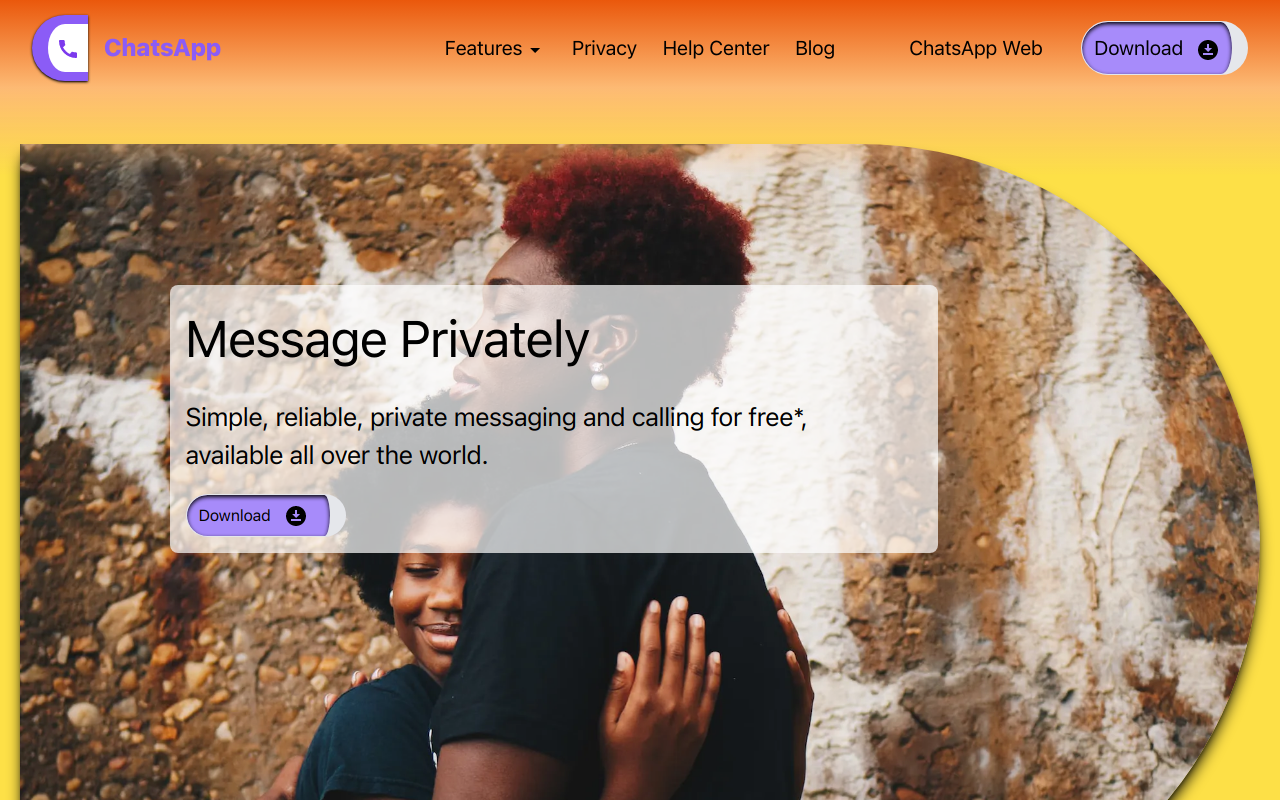 ChatsApp
Features
Privacy
Help Center
Blog
ChatsApp Web
Download
Message Privately
Simple, reliable, private messaging and calling for free*,
available all over the world.
Download